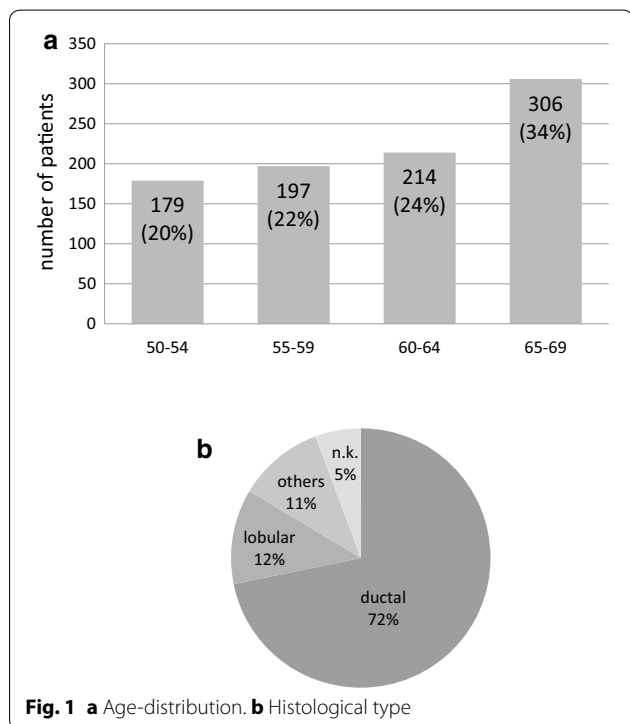 a
350
300
250
200
150
100
50
0
number of patients
179
(20%)
197
(22%)
214
(24%)
306
(34%)
50-54 55-59 60-64 65-69
b
n.k.
5%
others
11%
lobular
12%
ductal
72%
Fig. 1 a Age-distribution. b Histological type